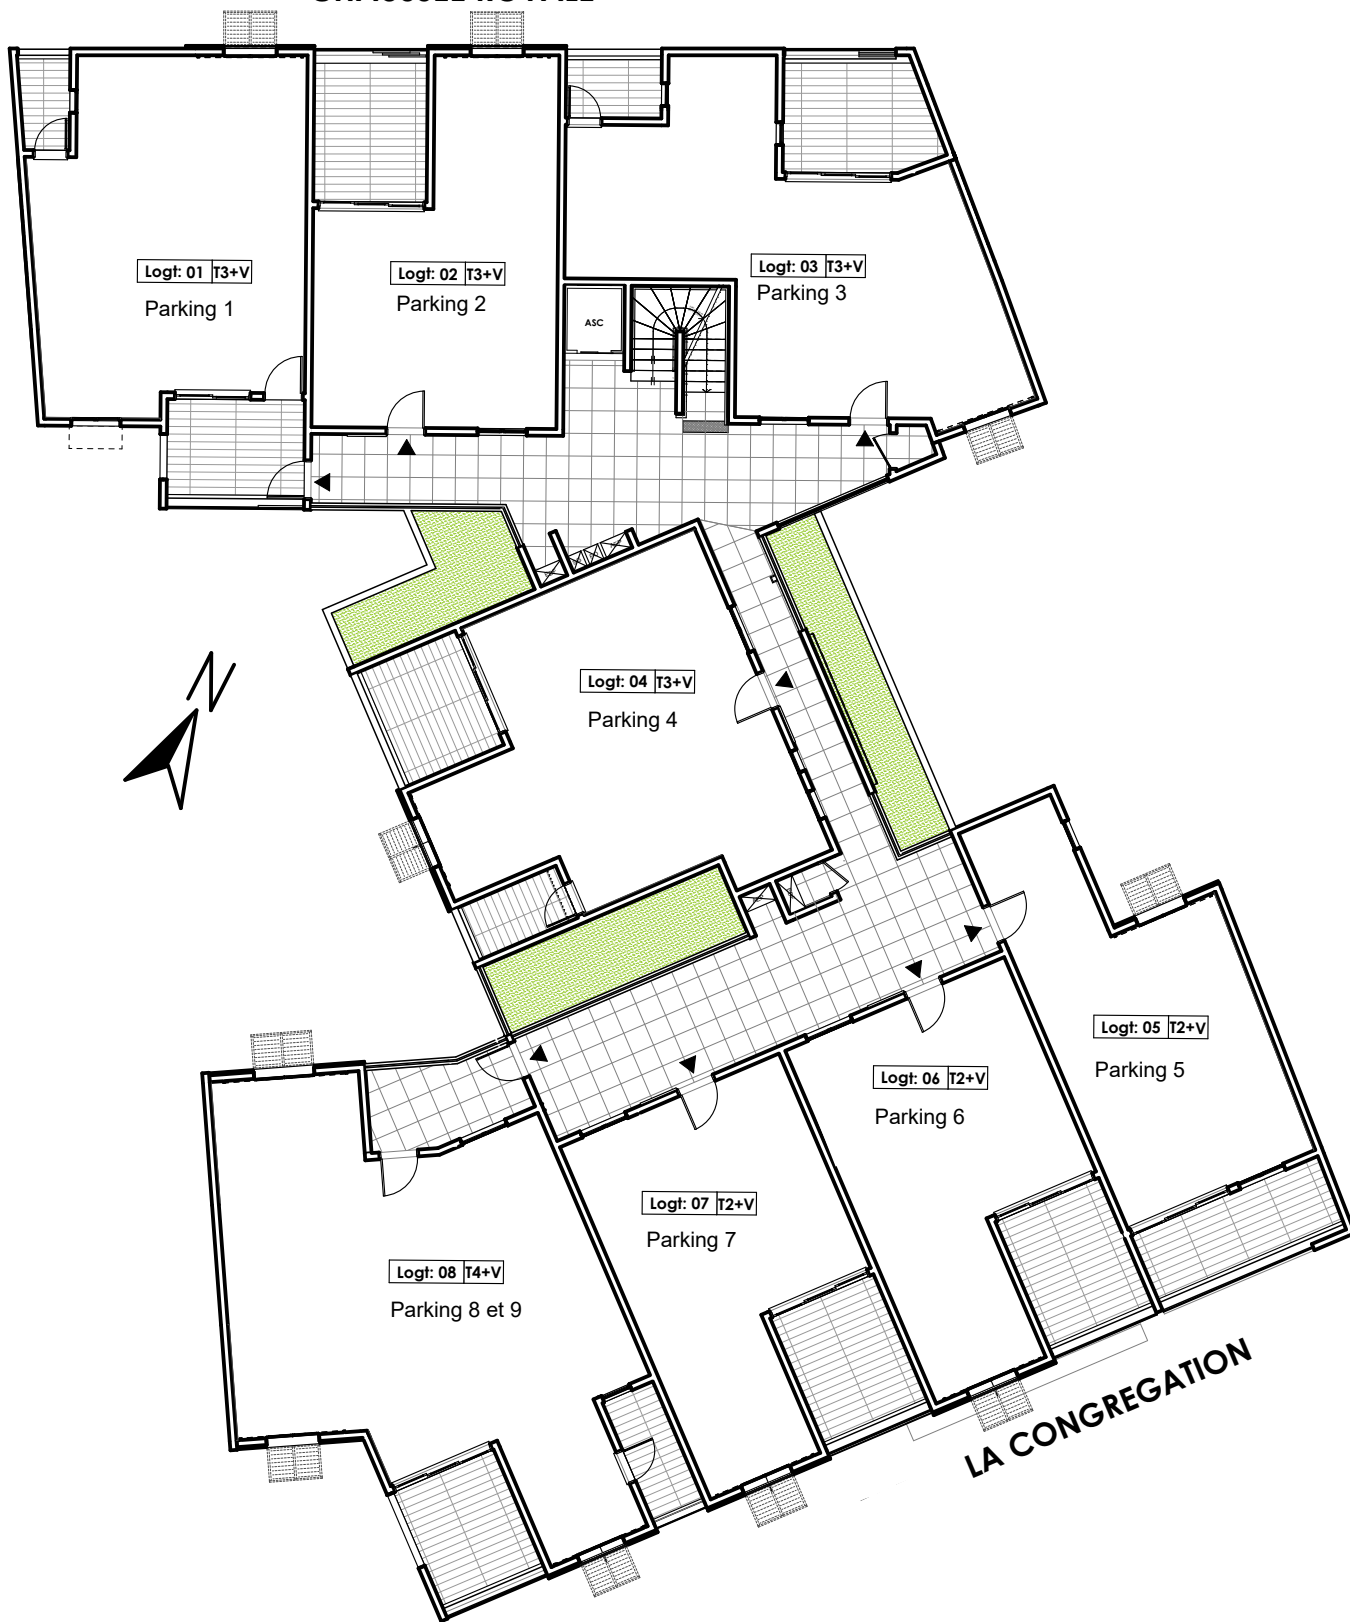 Logt: 01 T3+V
Parking 1
Logt: 02 T3+V
Parking 2
Logt: 03 T3+V
Parking 3
ASC
Logt: 04 T3+V
Parking 4
N
Logt: 05 T2+V
Parking 5
Logt: 06 T2+V
Parking 6
Logt: 07 T2+V
Parking 7
Logt: 08 T4+V
Parking 8 et 9
LA CONGREGATION